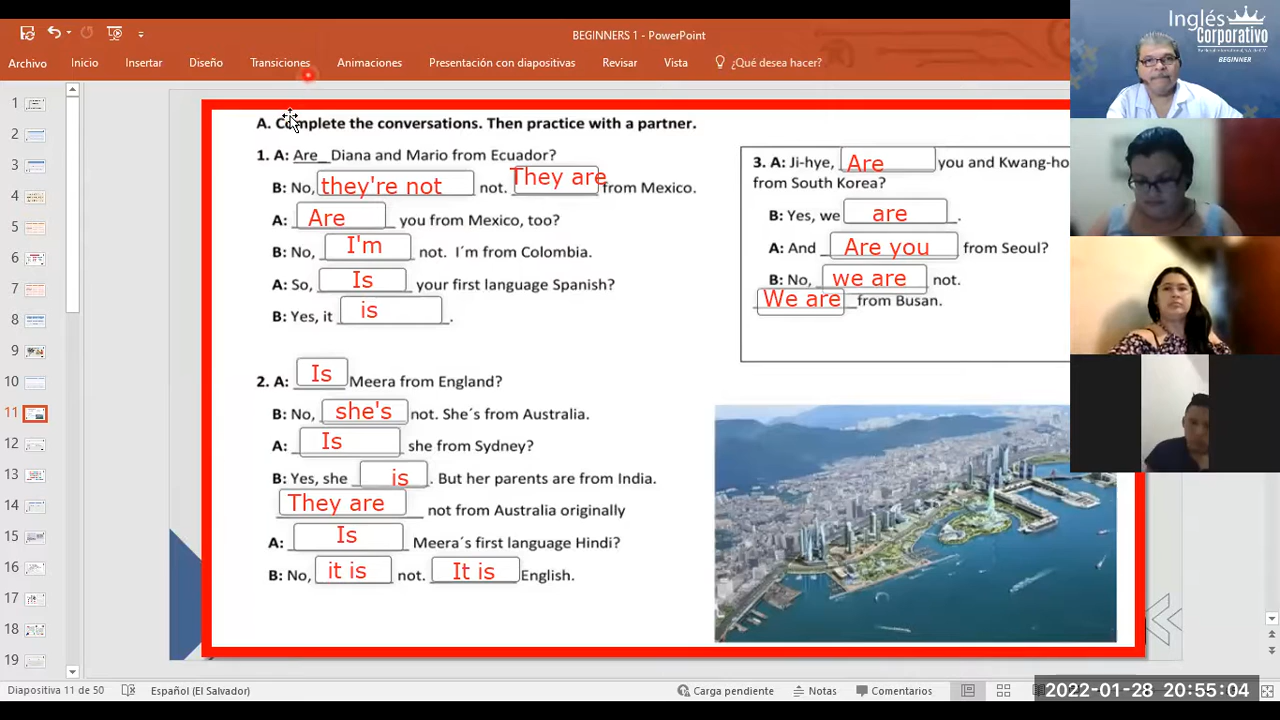 BEGINNERS 1 - PowerPoint
Archivo Inicio Insertar Diseño Transiciones Animaciones Presentación con diapositivas Revisar Vista ¿Qué desea hacer?
Inglés
Corporativo
BEGINNER
1
2
3
4
5
6
7
8
9
10
11
12
13
14
15
16
17
18
19
A. Complete the conversations. Then practice with a partner.
1. A: Are_ Diana and Mario from Ecuador?
B: No, they're not not. They are from Mexico.
A: Are you from Mexico, too?
B: No, I'm not. I´m from Colombia.
A: So, Is your first language Spanish?
B: Yes, it is .
2. A: Is Meera from England?
B: No, she's not. She´s from Australia.
A: Is she from Sydney?
B: Yes, she is . But her parents are from India.
They are not from Australia originally
A: Is Meera´s first language Hindi?
B: No, it is not. It is English.
3. A: Ji-hye, Are you and Kwang-ho
from South Korea?
B: Yes, we are .
A: And Are you from Seoul?
B: No, we are not.
We are from Busan.
Diapositiva 11 de 50 Español (El Salvador) Carga pendiente Notas Comentarios
2022-01-28 20:55:04